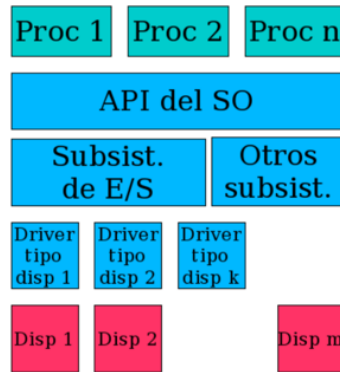 Proc 1 Proc 2 Proc n
API del SO
Subsist. Otros
de E/S subsist.
Driver Driver Driver
tipo tipo tipo
disp 1 disp 2 disp k
Disp 1 Disp 2 Disp m